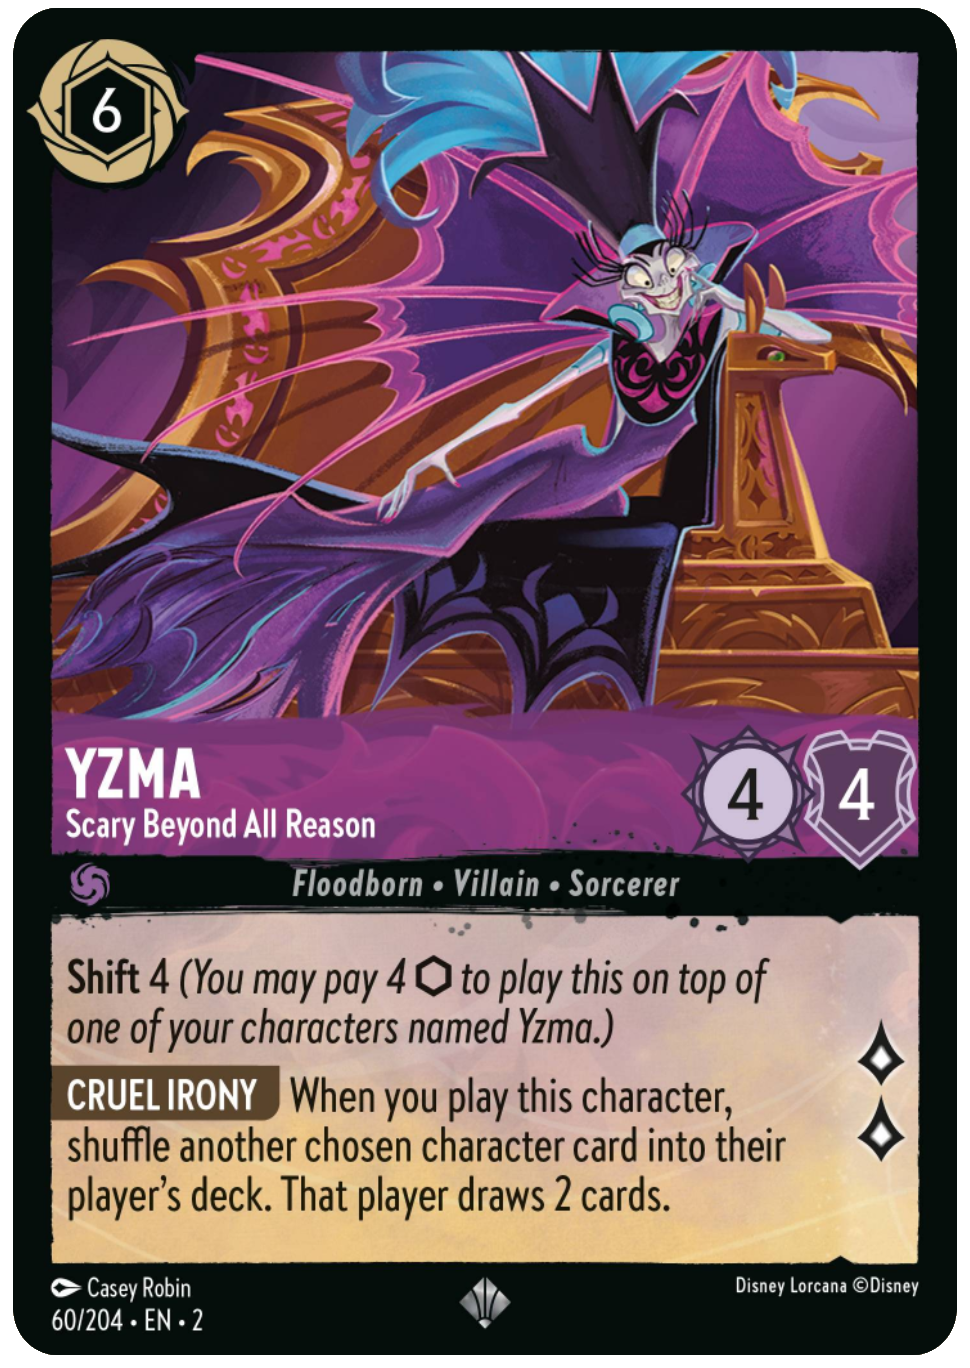 6
YZMA
Scary Beyond All Reason
4 4
Floodborn • Villain • Sorcerer
Shift 4 (You may pay 4 ⬡ to play this on top of
one of your characters named Yzma.)
CRUEL IRONY When you play this character,
shuffle another chosen character card into their
player's deck. That player draws 2 cards.
Casey Robin
60/204 • EN • 2
Disney Lorcana ©Disney